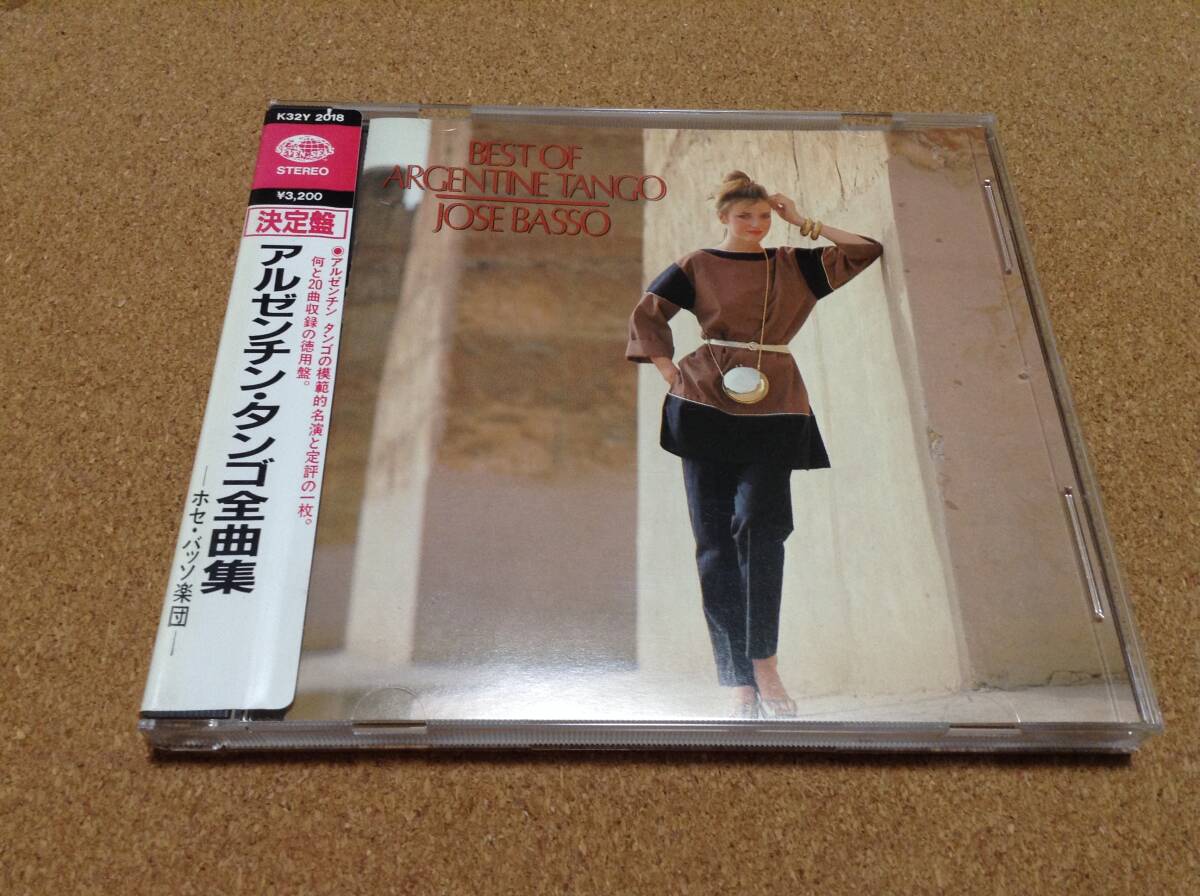 K32Y 2018
SEVEN-SEAS
STEREO
¥3,200
決定盤
◉アルゼンチン タンゴの模範的名演と定評の一枚。
何と20曲収録の徳用盤。
アルゼンチン・タンゴ全曲集
—ホセ・バッソ楽団—
BEST OF
ARGENTINE TANGO
JOSE BASSO